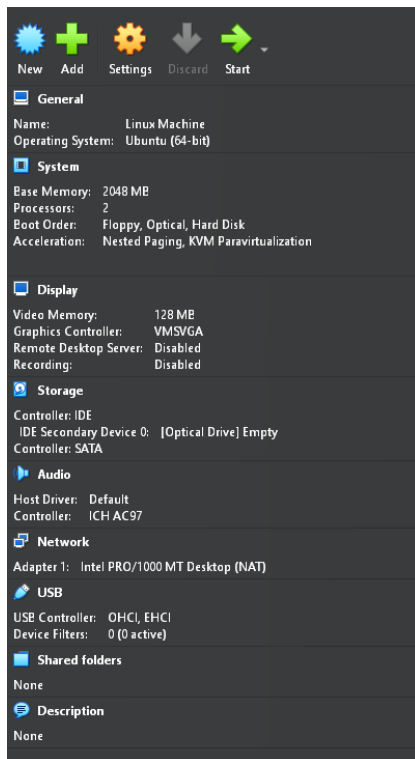 New Add Settings Discard Start
General
Name: Linux Machine
Operating System: Ubuntu (64-bit)
System
Base Memory: 2048 MB
Processors: 2
Boot Order: Floppy, Optical, Hard Disk
Acceleration: Nested Paging, KVM Paravirtualization
Display
Video Memory: 128 MB
Graphics Controller: VMSVGA
Remote Desktop Server: Disabled
Recording: Disabled
Storage
Controller: IDE
IDE Secondary Device 0: [Optical Drive] Empty
Controller: SATA
Audio
Host Driver: Default
Controller: ICH AC97
Network
Adapter 1: Intel PRO/1000 MT Desktop (NAT)
USB
USB Controller: OHCI, EHCI
Device Filters: 0 (0 active)
Shared folders
None
Description
None